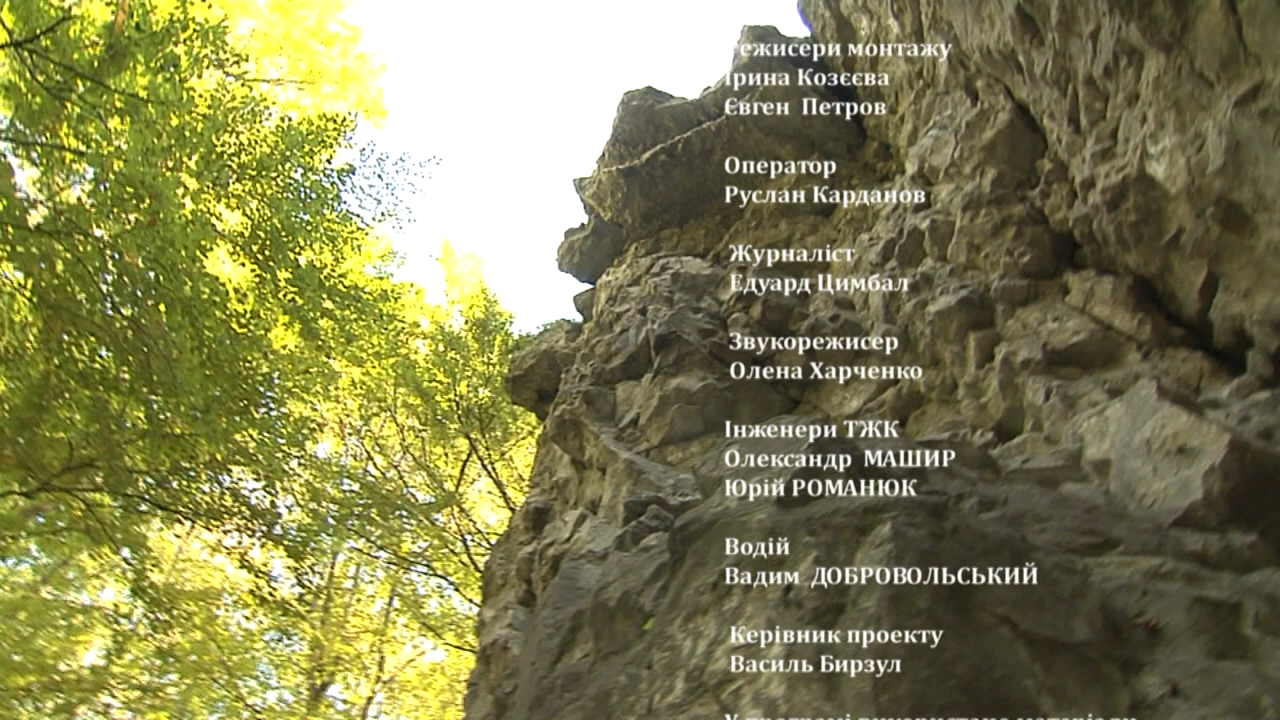 Режисери монтажу
Ірина Козєєва
Євген Петров
Оператор
Руслан Карданов
Журналіст
Едуард Цимбал
Звукорежисер
Олена Харченко
Інженери ТЖК
Олександр МАШИР
Юрій РОМАНЮК
Водій
Вадим ДОБРОВОЛЬСЬКИЙ
Керівник проекту
Василь Бирзул